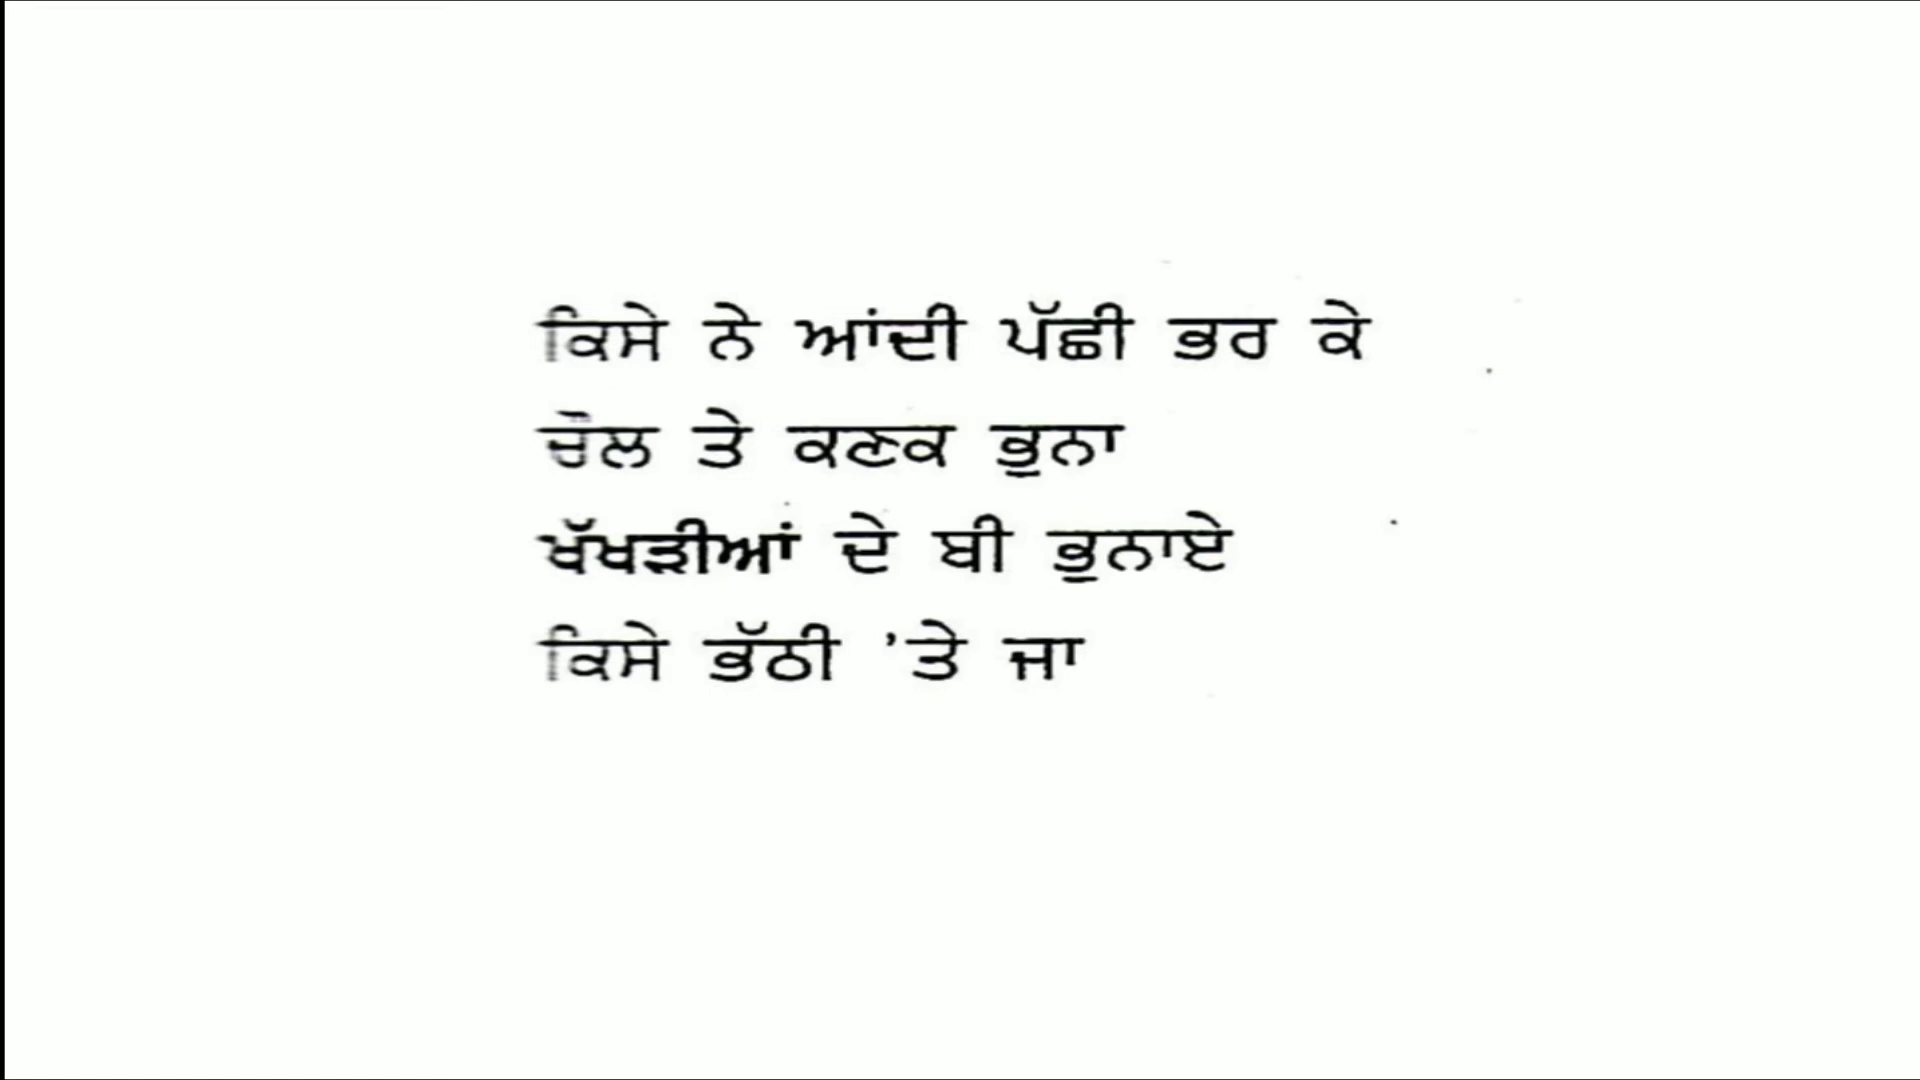 ਕਿਸੇ ਨੇ ਆਂਦੀ ਪੱਛੀ ਭਰ ਕੇ
ਚੌਲ ਤੇ ਕਣਕ ਭੁਨਾ
ਖੱਖੜੀਆਂ ਦੇ ਬੀ ਭੁਨਾਏ
ਕਿਸੇ ਭੱਠੀ ’ਤੇ ਜਾ